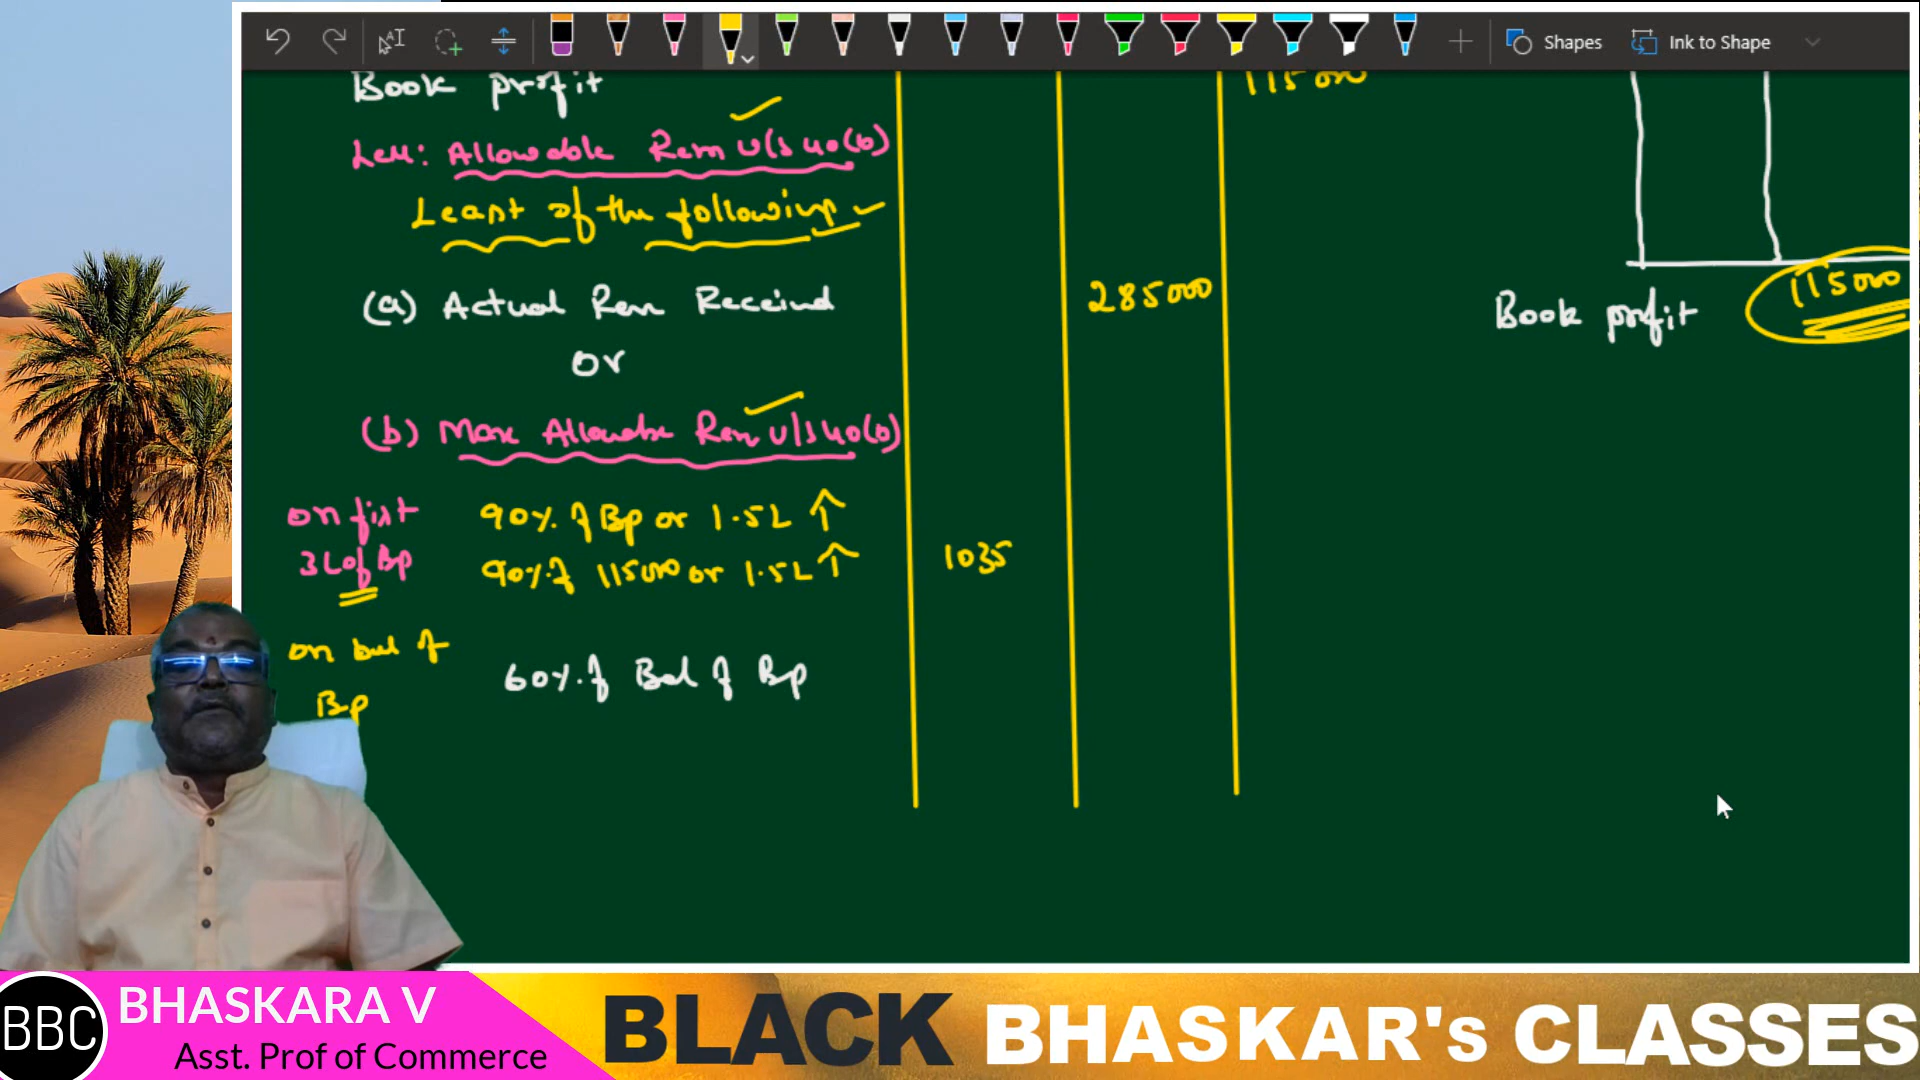 Shapes Ink to Shape
Book profit 115000
Less: Allowable Rem u/s 40(b)
Least of the following
(a) Actual Rem Received 285000
or
(b) Max Allowable Rem u/s 40(b)
on first 90% of Bp or 1.5L ↑
3L of Bp 90% of 115000 or 1.5L ↑ 1035
on bal of
Bp 60% of Bal of Bp
Book profit 115000
BBC
BHASKARA V
Asst. Prof of Commerce
BLACK BHASKAR's CLASSES